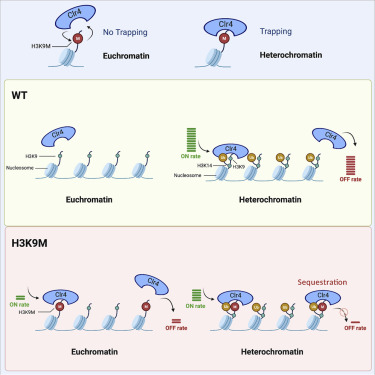 Clr4
No Trapping
M
H3K9M
Euchromatin
Clr4
Trapping
M
Heterochromatin
WT
Clr4
H3K9
Nucleosome
Euchromatin
ON rate
Clr4
H3K14
H3K9
Nucleosome
Clr4
OFF rate
Heterochromatin
H3K9M
ON rate
Clr4
M
H3K9M
Clr4
M
OFF rate
Euchromatin
ON rate
Clr4
M
Sequestration
Clr4
M
OFF rate
Heterochromatin